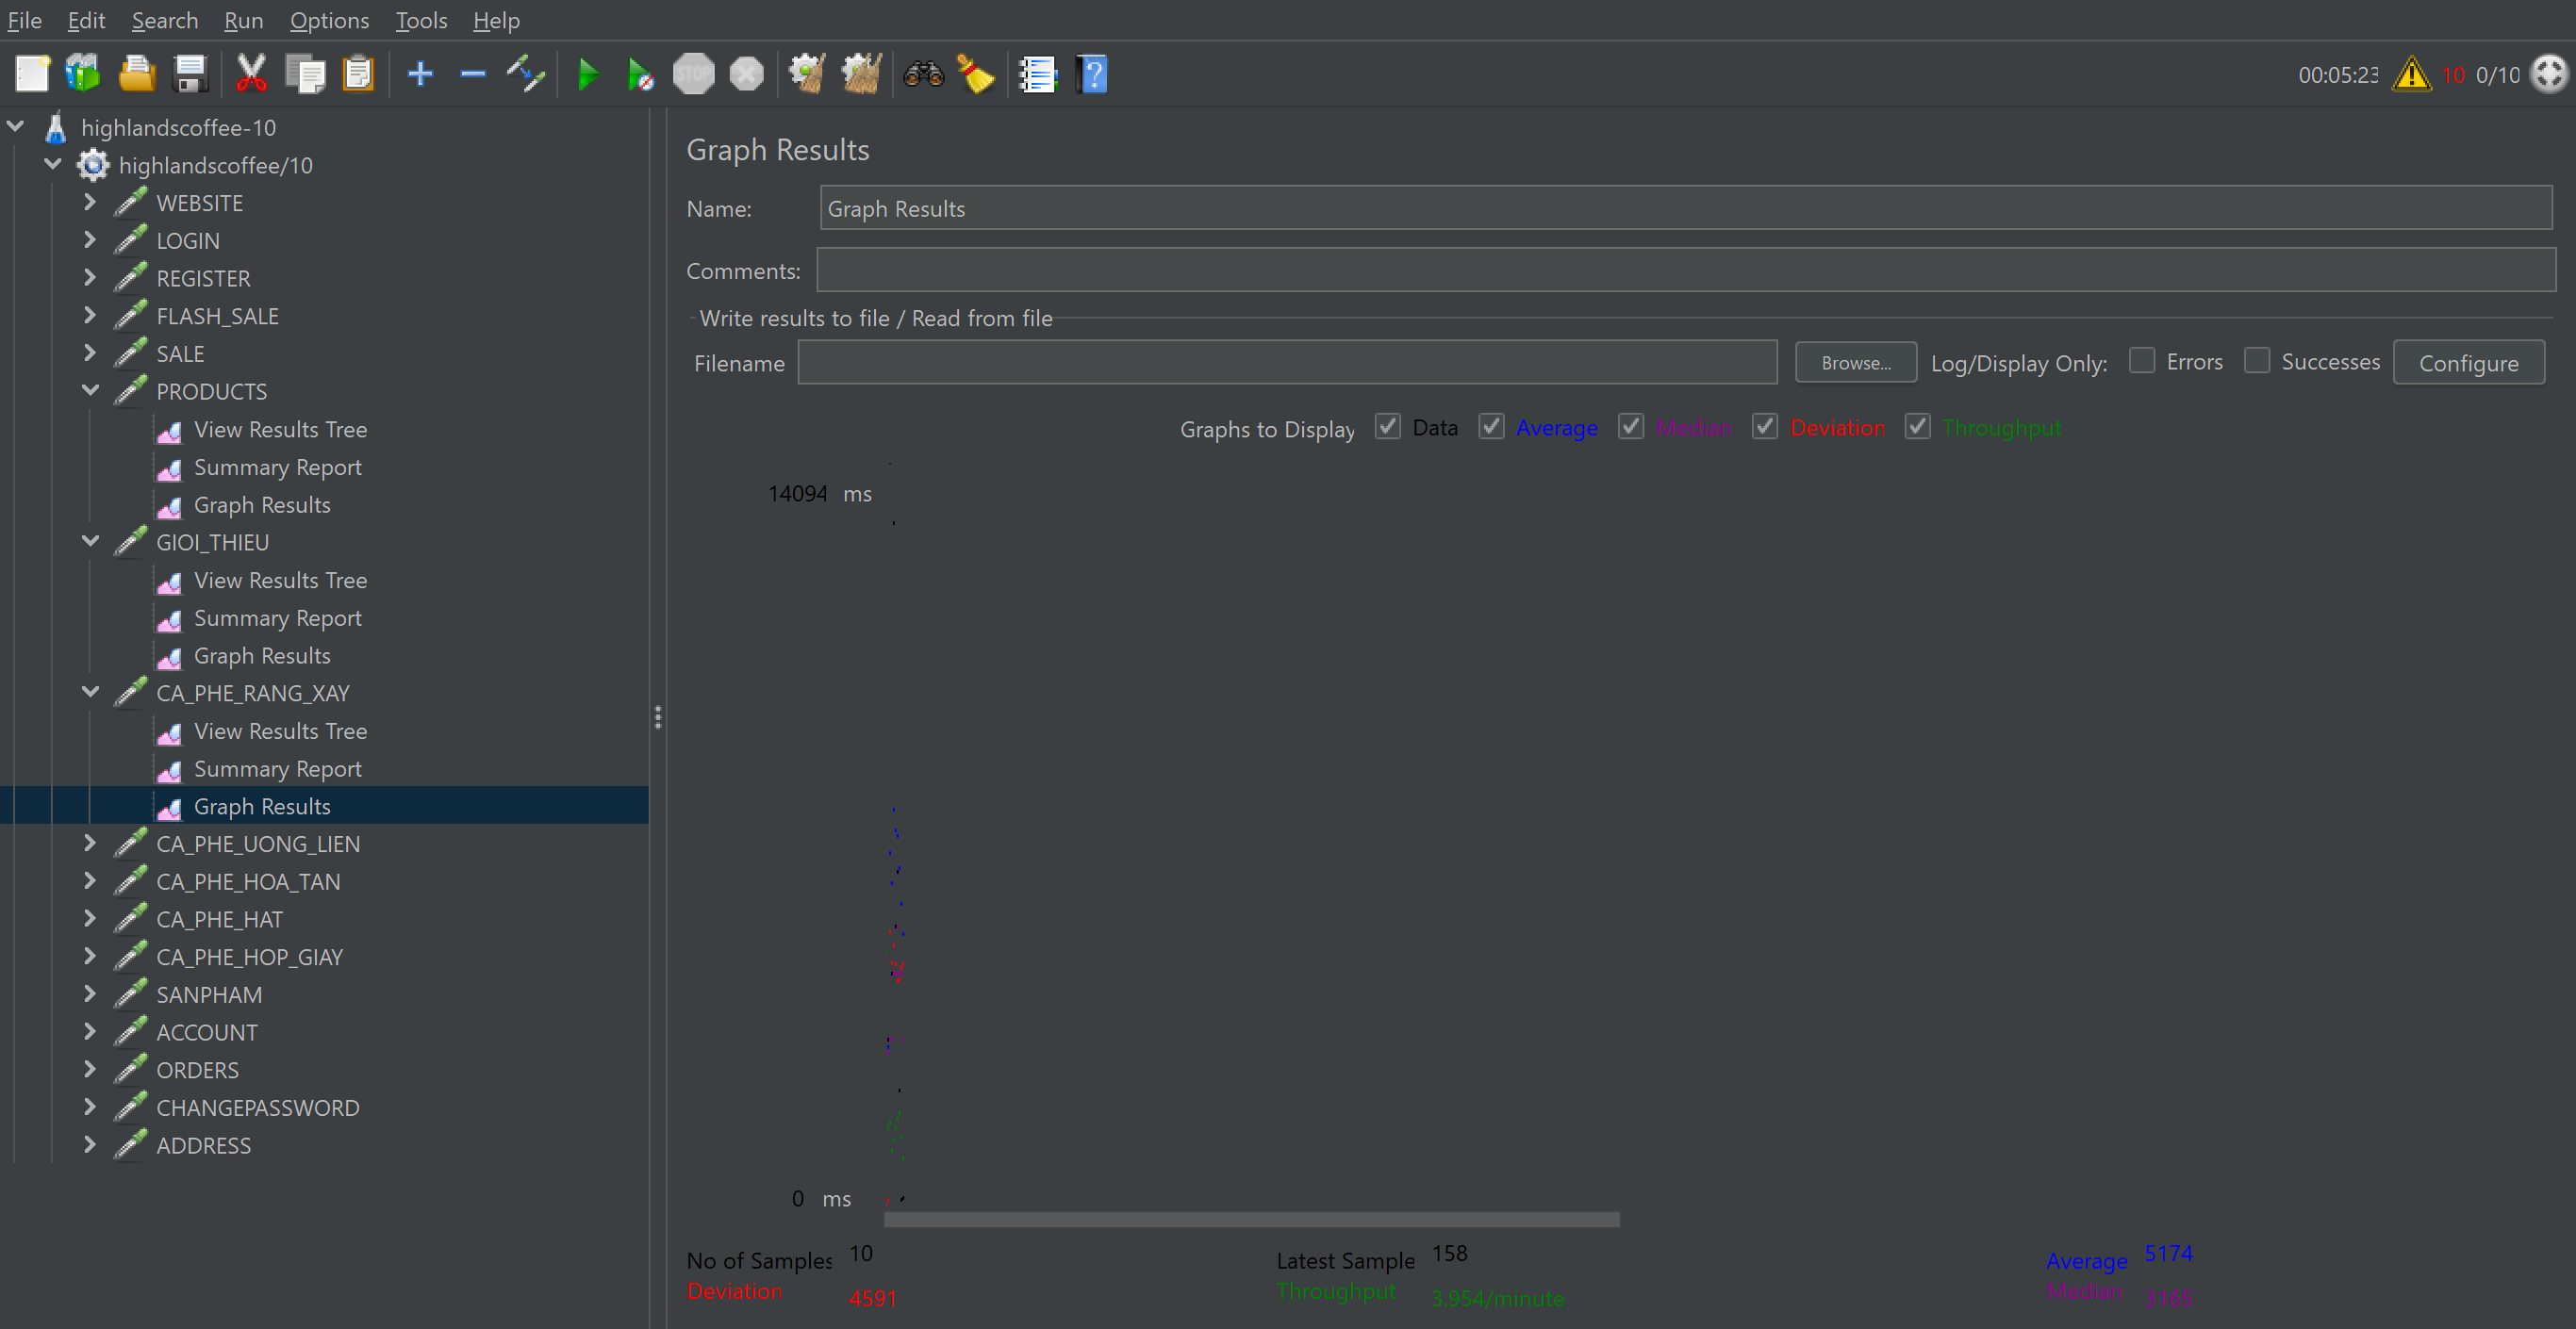 File Edit Search Run Options Tools Help
STOP
00:05:23 10 0/10
highlandscoffee-10
highlandscoffee/10
WEBSITE
LOGIN
REGISTER
FLASH_SALE
SALE
PRODUCTS
View Results Tree
Summary Report
Graph Results
GIOI_THIEU
View Results Tree
Summary Report
Graph Results
CA_PHE_RANG_XAY
View Results Tree
Summary Report
Graph Results
CA_PHE_UONG_LIEN
CA_PHE_HOA_TAN
CA_PHE_HAT
CA_PHE_HOP_GIAY
SANPHAM
ACCOUNT
ORDERS
CHANGEPASSWORD
ADDRESS
Graph Results
Name: Graph Results
Comments:
Write results to file / Read from file
Filename Browse... Log/Display Only: Errors Successes Configure
Graphs to Display Data Average Median Deviation Throughput
14094 ms
0 ms
No of Samples 10 Latest Sample 158 Average 5174
Deviation 4591 Throughput 3.954/minute Median 3165